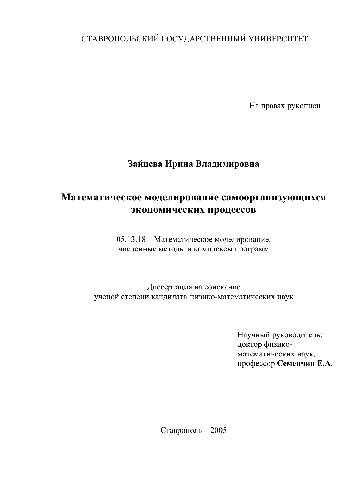 СТАВРОПОЛЬСКИЙ ГОСУДАРСТВЕННЫЙ УНИВЕРСИТЕТ
На правах рукописи
Зайцева Ирина Владимировна
Математическое моделирование самоорганизующихся
экономических процессов
05.13.18 – Математическое моделирование,
численные методы и комплексы программ
Диссертация на соискание
ученой степени кандидата физико-математических наук
Научный руководитель:
доктор физико-
математических наук,
профессор Семенчин Е.А.
Ставрополь – 2005